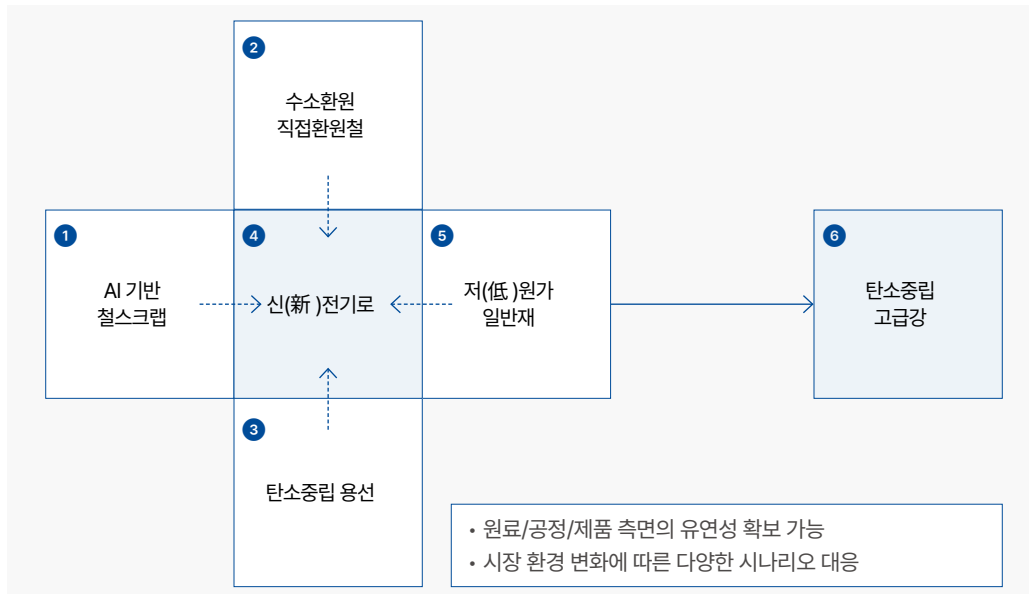 2
수소환원
직접환원철
1
AI 기반
철스크랩
4
신(新 )전기로
5
저(低 )원가
일반재
6
탄소중립
고급강
3
탄소중립 용선
• 원료/공정/제품 측면의 유연성 확보 가능
• 시장 환경 변화에 따른 다양한 시나리오 대응